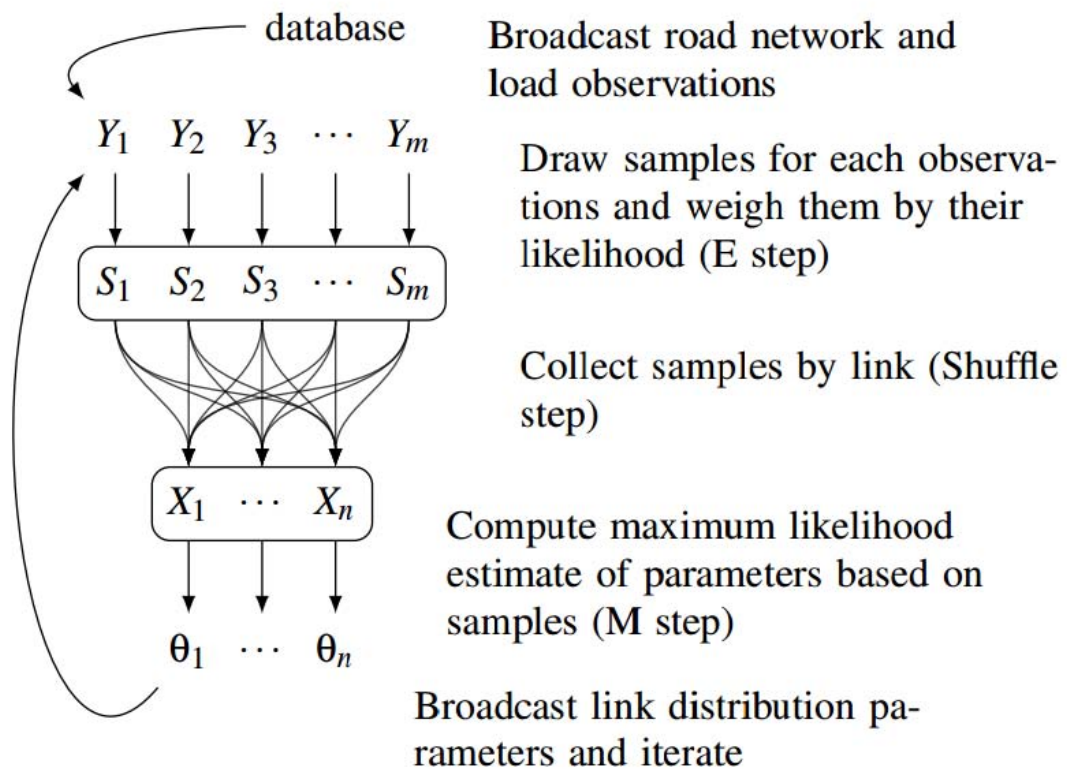 database
Broadcast road network and
load observations
Y₁ Y₂ Y₃ ⋯ Yₘ
Draw samples for each observa-
tions and weigh them by their
likelihood (E step)
S₁ S₂ S₃ ⋯ Sₘ
Collect samples by link (Shuffle
step)
X₁ ⋯ Xₙ
Compute maximum likelihood
estimate of parameters based on
samples (M step)
θ₁ ⋯ θₙ
Broadcast link distribution pa-
rameters and iterate